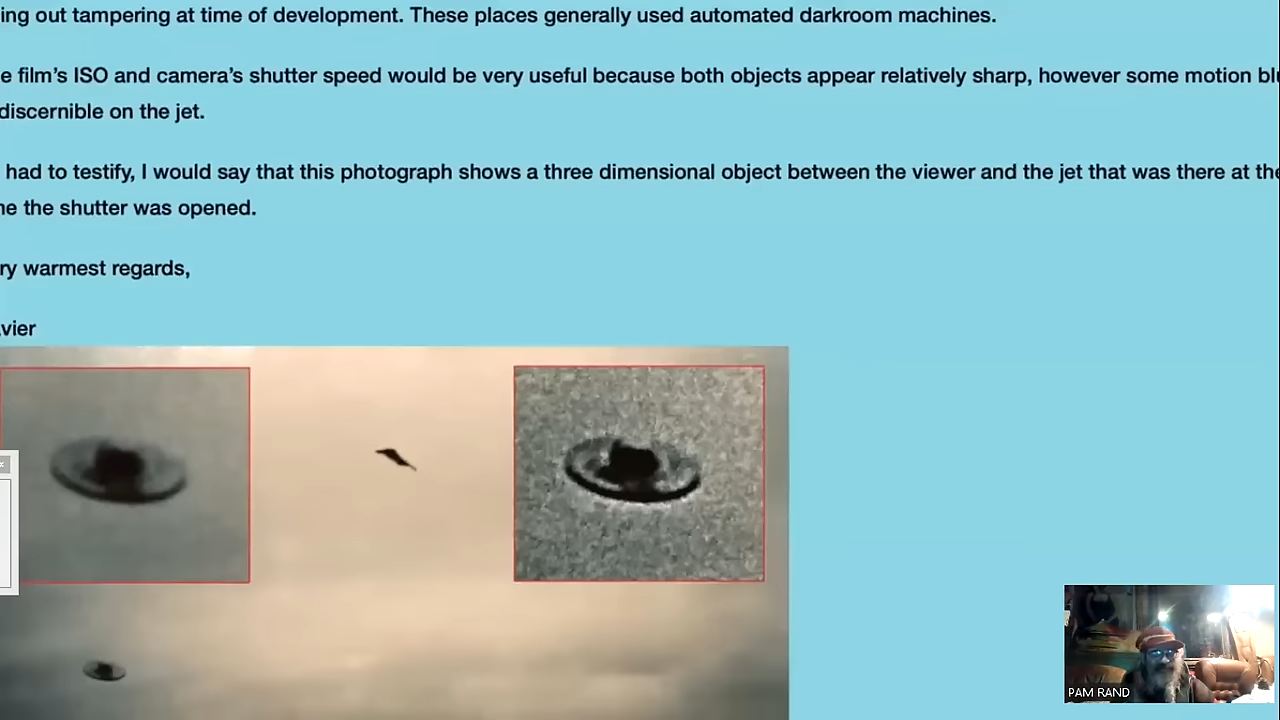 ing out tampering at time of development. These places generally used automated darkroom machines.
e film's ISO and camera's shutter speed would be very useful because both objects appear relatively sharp, however some motion bl
discernible on the jet.
had to testify, I would say that this photograph shows a three dimensional object between the viewer and the jet that was there at the
e the shutter was opened.
ry warmest regards,
vier
PAM RAND